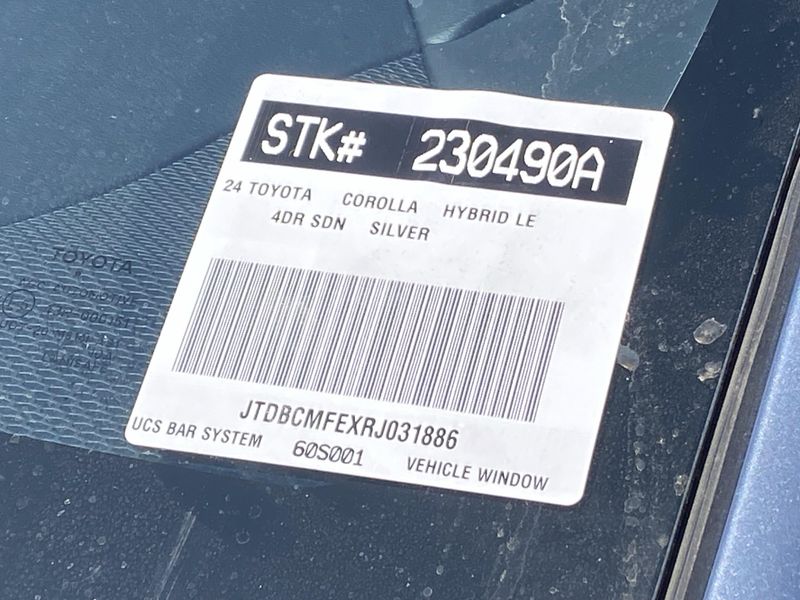 STK# 230490A
24 TOYOTA COROLLA HYBRID LE
4DR SDN SILVER
JTDBCMFEXRJ031886
UCS BAR SYSTEM 60S001 VEHICLE WINDOW
TOYOTA